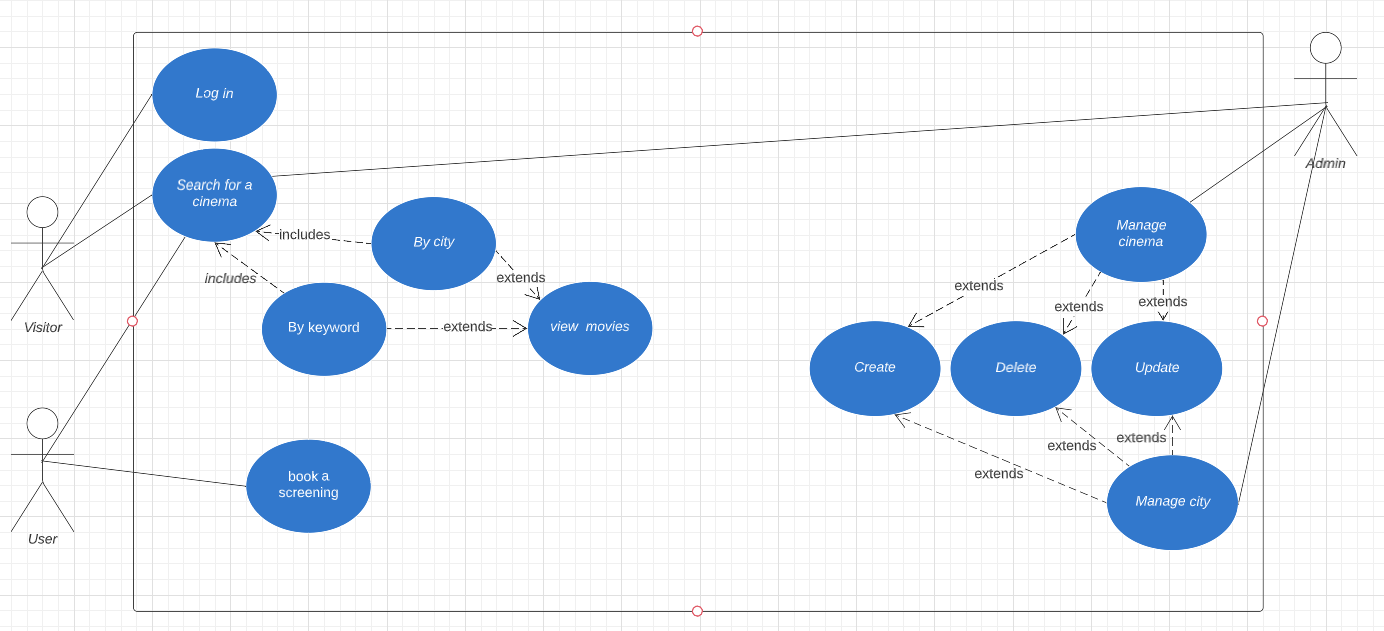 Log in
Search for a
cinema
Admin
Manage
cinema
includes
By city
includes
extends
extends
extends
extends
Visitor
By keyword
extends
view  movies
Create
Delete
Update
extends
extends
extends
book a
screening
Manage city
User